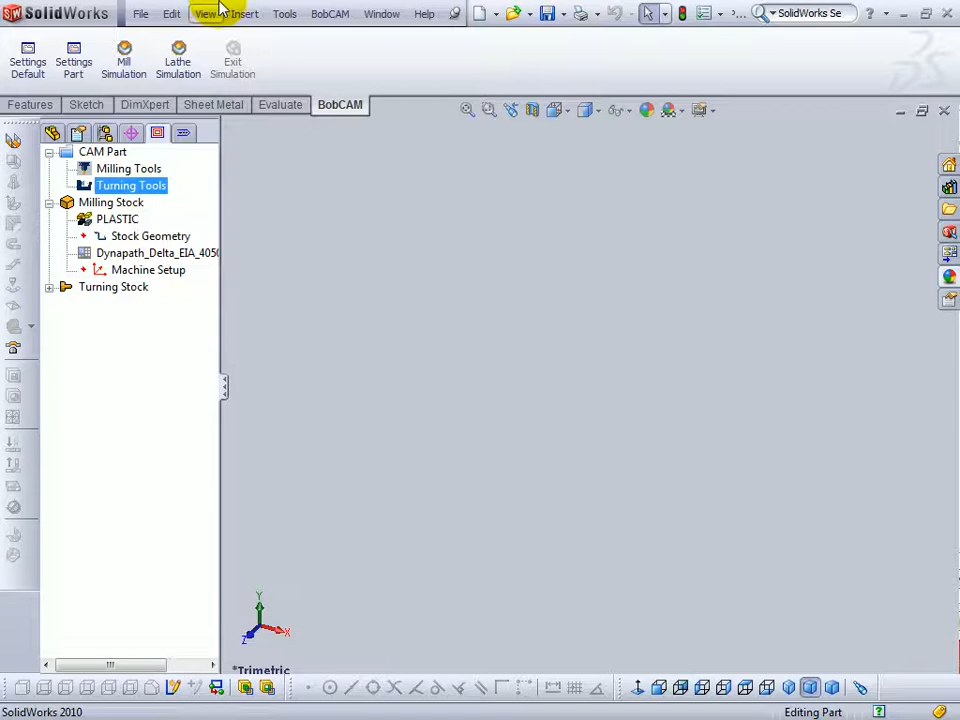 SolidWorks File Edit View Insert Tools BobCAM Window Help ... SolidWorks Se ?
Settings Default
Settings Part
Mill Simulation
Lathe Simulation
Exit Simulation
Features Sketch DimXpert Sheet Metal Evaluate BobCAM
CAM Part
Milling Tools
Turning Tools
Milling Stock
PLASTIC
Stock Geometry
Dynapath_Delta_EIA_4050
Machine Setup
Turning Stock
Y
X
Z
*Trimetric
SolidWorks 2010 Editing Part ?